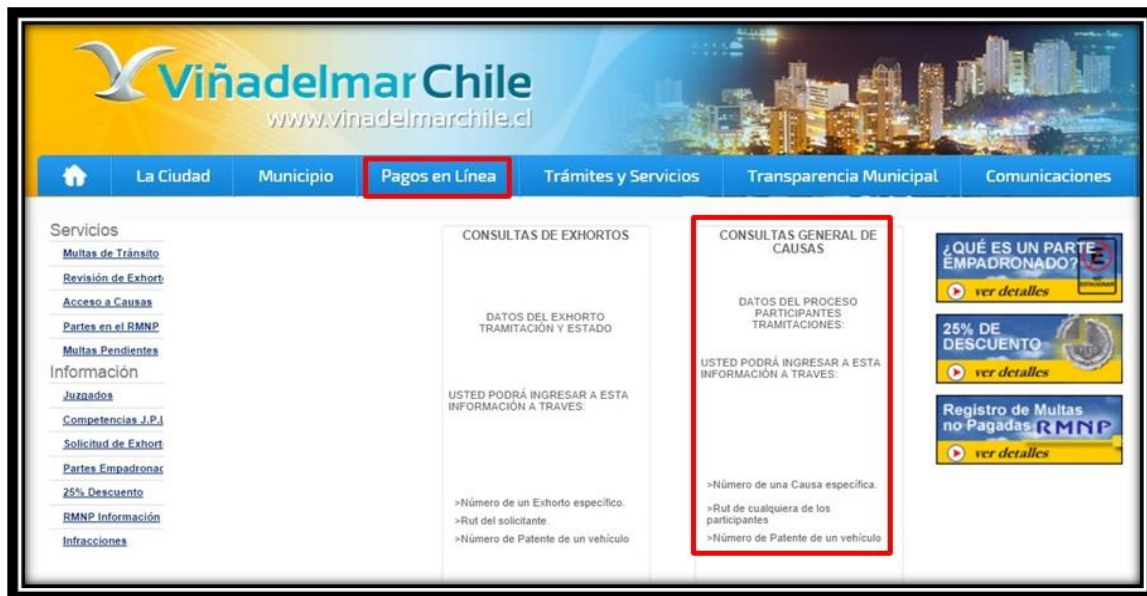 Viñadelmar Chile
www.vinadelmarchile.cl
La Ciudad
Municipio
Pagos en Línea
Trámites y Servicios
Transparencia Municipal
Comunicaciones
Servicios
Multas de Tránsito
Revisión de Exhort
Acceso a Causas
Partes en el RMNP
Multas Pendientes
Información
Juzgados
Competencias J.P.L
Solicitud de Exhort
Partes Empadronad
25% Descuento
RMNP Información
Infracciones
CONSULTAS DE EXHORTOS
DATOS DEL EXHORTO
TRAMITACIÓN Y ESTADO
USTED PODRÁ INGRESAR A ESTA
INFORMACIÓN A TRAVES:
>Número de un Exhorto específico.
>Rut del solicitante.
>Número de Patente de un vehículo
CONSULTAS GENERAL DE
CAUSAS
DATOS DEL PROCESO
PARTICIPANTES
TRAMITACIONES:
USTED PODRÁ INGRESAR A ESTA
INFORMACIÓN A TRAVES:
>Número de una Causa específica.
>Rut de cualquiera de los
participantes
>Número de Patente de un vehículo
¿QUÉ ES UN PARTE
EMPADRONADO?
E
NO
ESTACIONAR
ver detalles
25% DE
DESCUENTO
ver detalles
Registro de Multas
no Pagadas RMNP
ver detalles